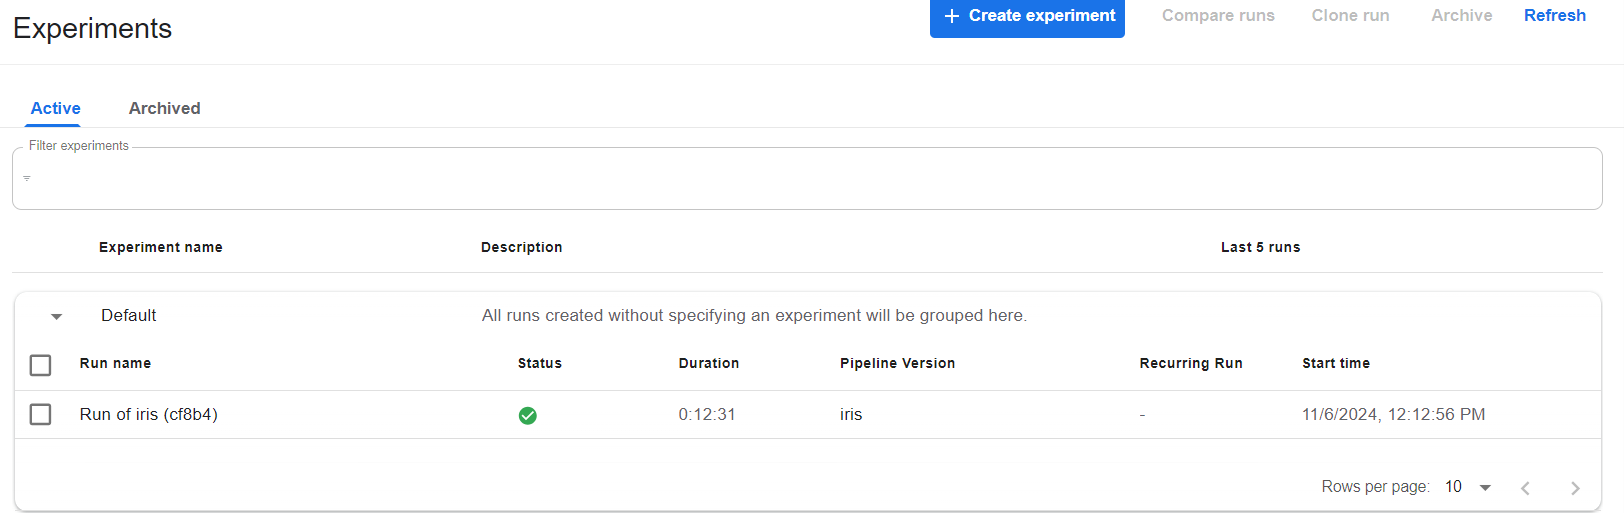 Experiments
+ Create experiment Compare runs Clone run Archive Refresh
Active Archived
Filter experiments
Experiment name Description Last 5 runs
Default All runs created without specifying an experiment will be grouped here.
Run name Status Duration Pipeline Version Recurring Run Start time
Run of iris (cf8b4) 0:12:31 iris - 11/6/2024, 12:12:56 PM
Rows per page: 10